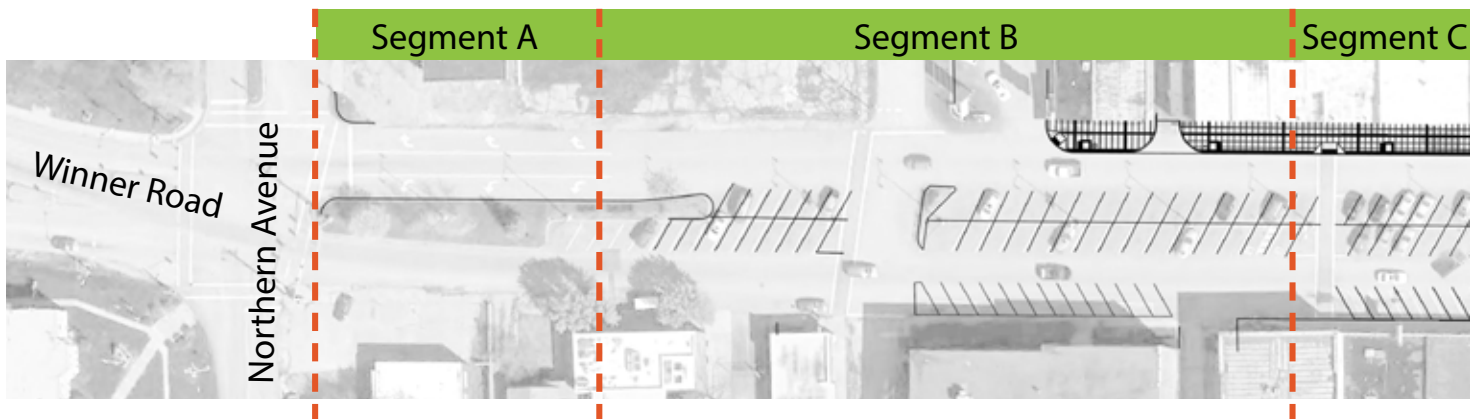 Segment A
Segment B
Segment C
Winner Road
Northern Avenue